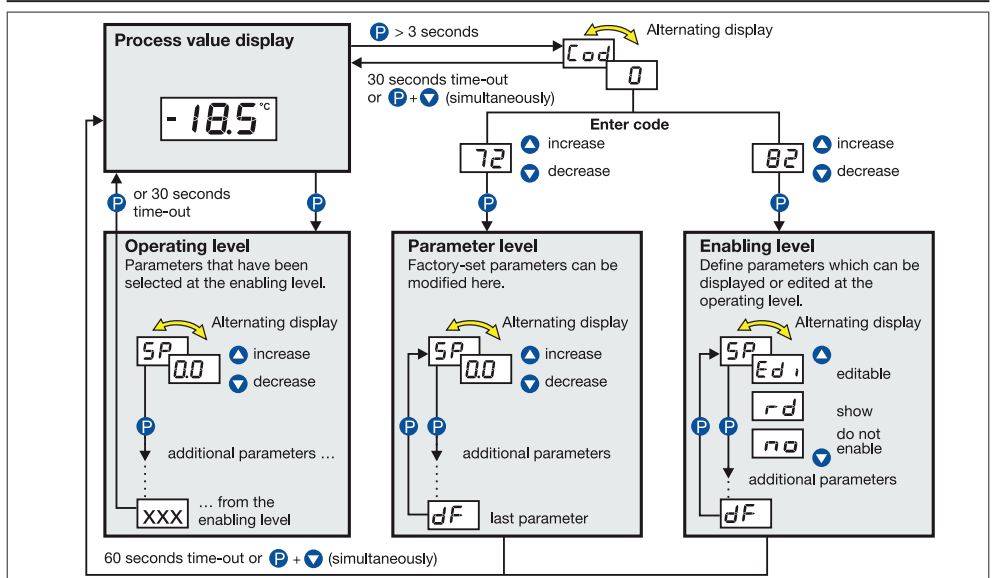 Process value display
-18.5 °C
P > 3 seconds
Alternating display
Cod
0
30 seconds time-out
or P + (simultaneously)
Enter code
72
increase
decrease
82
increase
decrease
P or 30 seconds
time-out
P
P
P
Operating level
Parameters that have been
selected at the enabling level.
Alternating display
SP
0.0
increase
decrease
P
additional parameters ...
xxx
... from the
enabling level
Parameter level
Factory-set parameters can be
modified here.
Alternating display
SP
0.0
increase
decrease
P P
additional parameters
dF
last parameter
Enabling level
Define parameters which can be
displayed or edited at the
operating level.
Alternating display
SP
Edi
editable
rd
show
no
do not
enable
P P
additional parameters
dF
60 seconds time-out or P + (simultaneously)